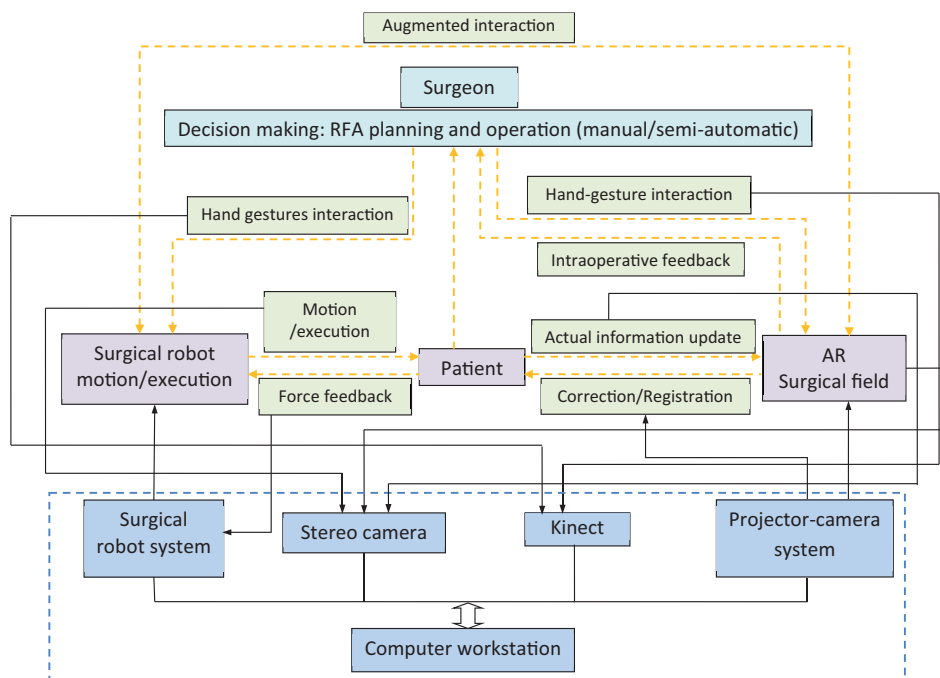 Augmented interaction
Surgeon
Decision making: RFA planning and operation (manual/semi-automatic)
Hand-gesture interaction
Hand gestures interaction
Intraoperative feedback
Motion
/execution
Actual information update
Surgical robot
motion/execution
Patient
AR
Surgical field
Force feedback
Correction/Registration
Surgical
robot system
Stereo camera
Kinect
Projector-camera
system
Computer workstation